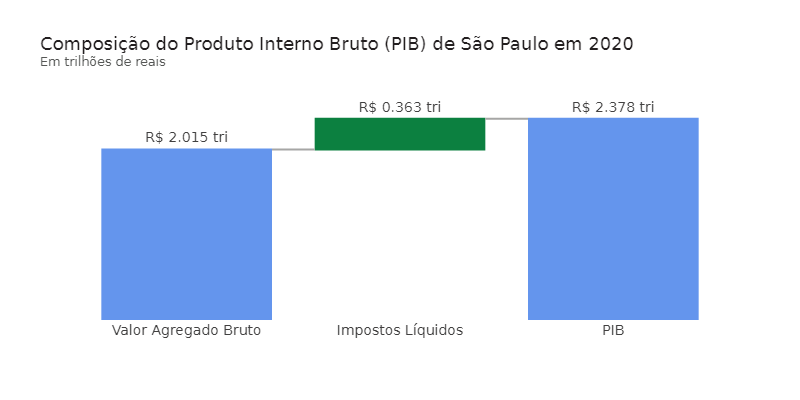 Composição do Produto Interno Bruto (PIB) de São Paulo em 2020
Em trilhões de reais
R$ 2.015 tri
R$ 0.363 tri
R$ 2.378 tri
Valor Agregado Bruto
Impostos Líquidos
PIB